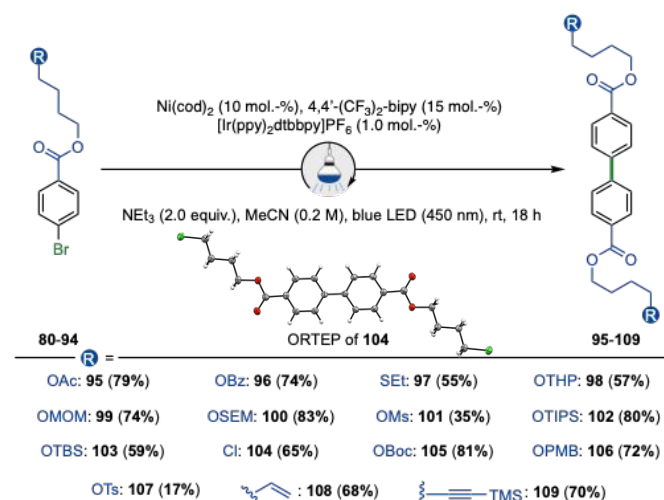 R
R
O
O
Br
Ni(cod)2 (10 mol.-%), 4,4'-(CF3)2-bipy (15 mol.-%)
[Ir(ppy)2dtbbpy]PF6 (1.0 mol.-%)
NEt3 (2.0 equiv.), MeCN (0.2 M), blue LED (450 nm), rt, 18 h
O
O
O
O
R
80-94
ORTEP of 104
95-109
R =
OAc: 95 (79%) OBz: 96 (74%) SEt: 97 (55%) OTHP: 98 (57%)
OMOM: 99 (74%) OSEM: 100 (83%) OMs: 101 (35%) OTIPS: 102 (80%)
OTBS: 103 (59%) Cl: 104 (65%) OBoc: 105 (81%) OPMB: 106 (72%)
OTs: 107 (17%) : 108 (68%) TMS: 109 (70%)